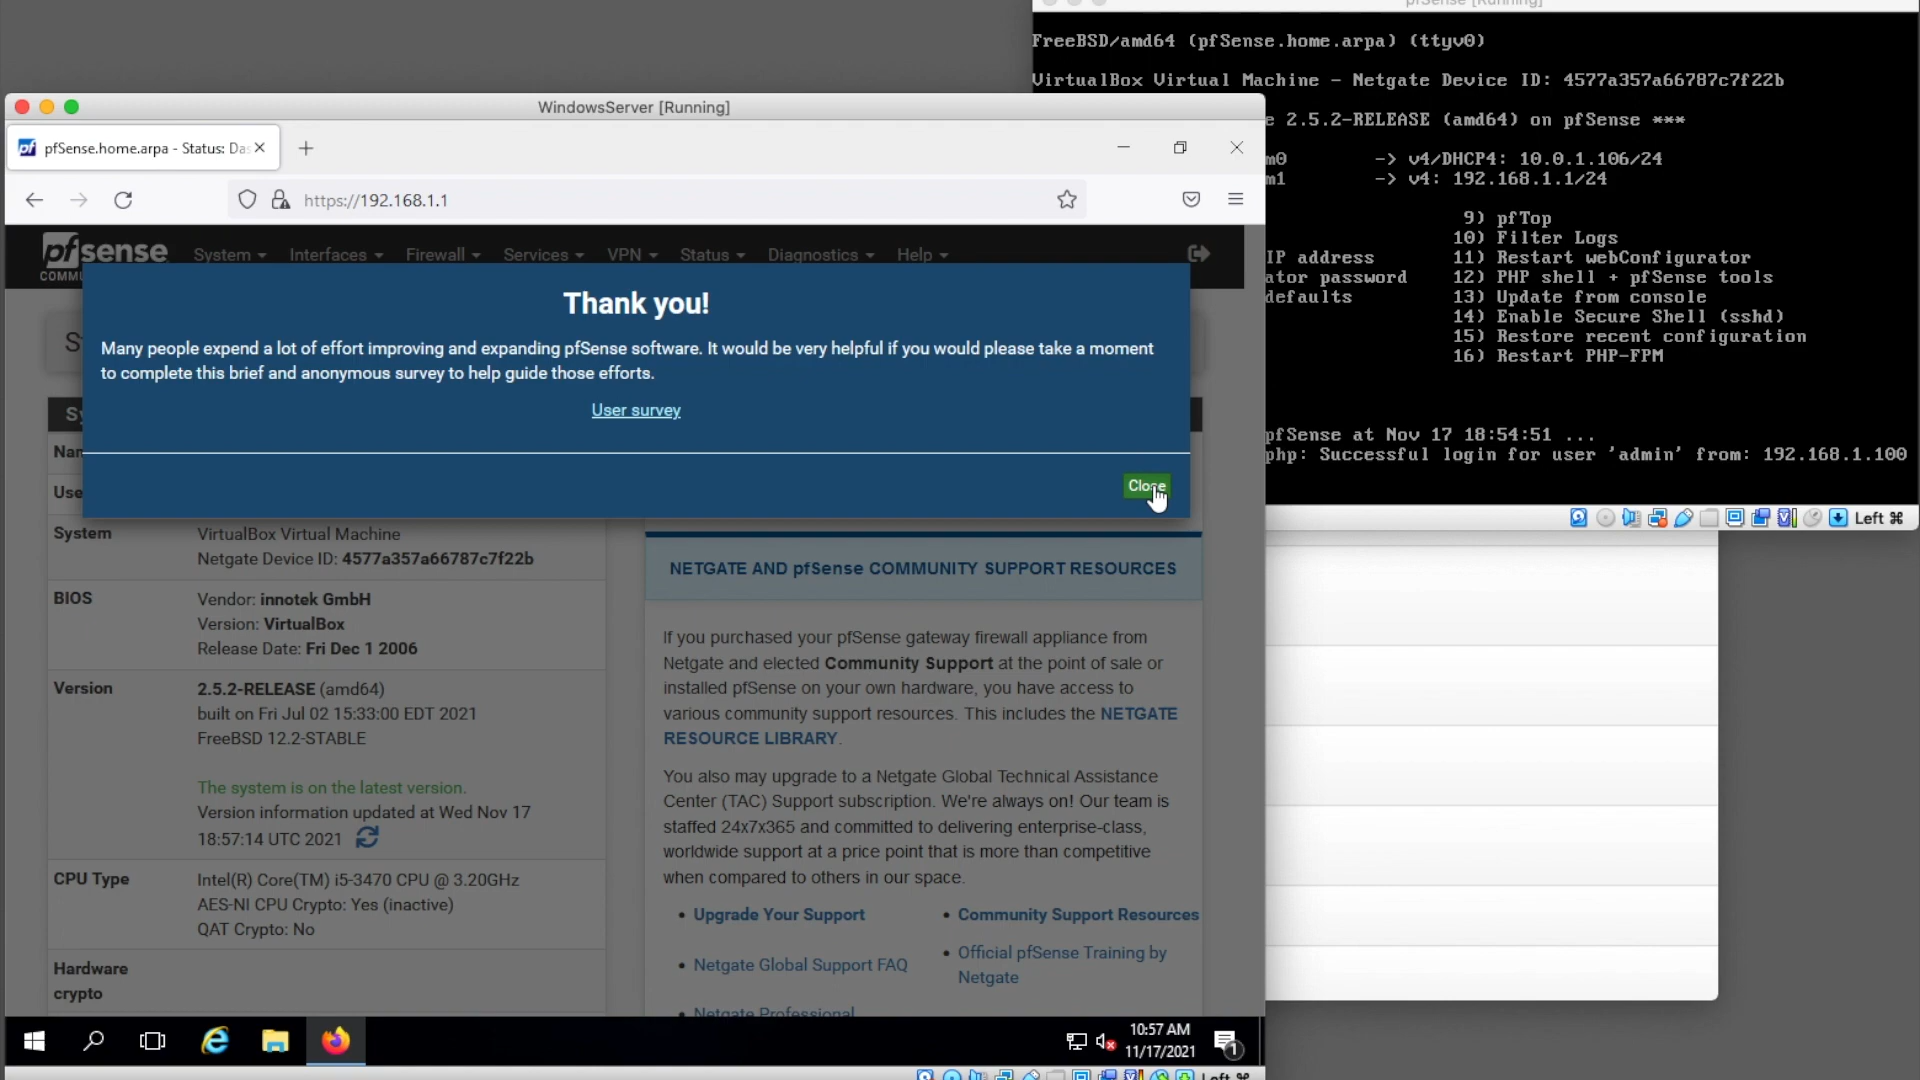 pfSense [Running]
FreeBSD/amd64 (pfSense.home.arpa) (ttyv0)
VirtualBox Virtual Machine - Netgate Device ID: 4577a357a66787c7f22b
e 2.5.2-RELEASE (amd64) on pfSense ***
m0 -> v4/DHCP4: 10.0.1.106/24
m1 -> v4: 192.168.1.1/24
9) pfTop
10) Filter Logs
IP address 11) Restart webConfigurator
ator password 12) PHP shell + pfSense tools
defaults 13) Update from console
14) Enable Secure Shell (sshd)
15) Restore recent configuration
16) Restart PHP-FPM
pfSense at Nov 17 18:54:51 ...
php: Successful login for user 'admin' from: 192.168.1.100
Left ⌘
WindowsServer [Running]
pfSense.home.arpa - Status: Das
https://192.168.1.1
pfsense System Interfaces Firewall Services VPN Status Diagnostics Help
COMMU
Thank you!
Many people expend a lot of effort improving and expanding pfSense software. It would be very helpful if you would please take a moment
to complete this brief and anonymous survey to help guide those efforts.
User survey
Close
S
Sy
Nam
Use
System VirtualBox Virtual Machine
Netgate Device ID: 4577a357a66787c7f22b
BIOS Vendor: innotek GmbH
Version: VirtualBox
Release Date: Fri Dec 1 2006
Version 2.5.2-RELEASE (amd64)
built on Fri Jul 02 15:33:00 EDT 2021
FreeBSD 12.2-STABLE
The system is on the latest version.
Version information updated at Wed Nov 17
18:57:14 UTC 2021
CPU Type Intel(R) Core(TM) i5-3470 CPU @ 3.20GHz
AES-NI CPU Crypto: Yes (inactive)
QAT Crypto: No
Hardware
crypto
NETGATE AND pfSense COMMUNITY SUPPORT RESOURCES
If you purchased your pfSense gateway firewall appliance from
Netgate and elected Community Support at the point of sale or
installed pfSense on your own hardware, you have access to
various community support resources. This includes the NETGATE
RESOURCE LIBRARY.
You also may upgrade to a Netgate Global Technical Assistance
Center (TAC) Support subscription. We're always on! Our team is
staffed 24x7x365 and committed to delivering enterprise-class,
worldwide support at a price point that is more than competitive
when compared to others in our space.
• Upgrade Your Support
• Community Support Resources
• Netgate Global Support FAQ
• Official pfSense Training by
Netgate
• Netgate Professional
10:57 AM
11/17/2021
1
Left ⌘